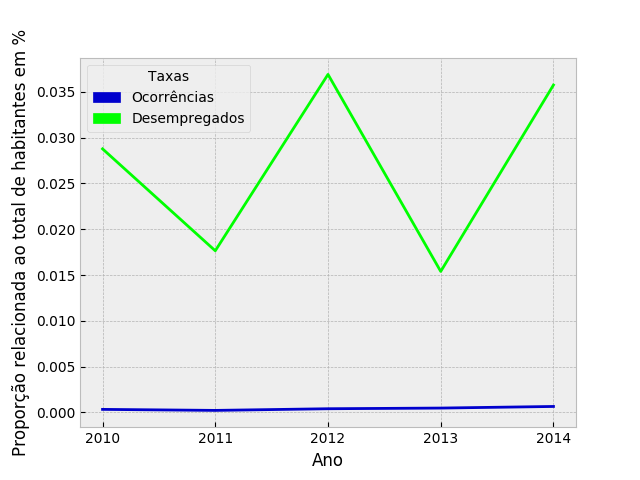 Proporção relacionada ao total de habitantes em %
Taxas
Ocorrências
Desempregados
0.035
0.030
0.025
0.020
0.015
0.010
0.005
0.000
2010 2011 2012 2013 2014
Ano